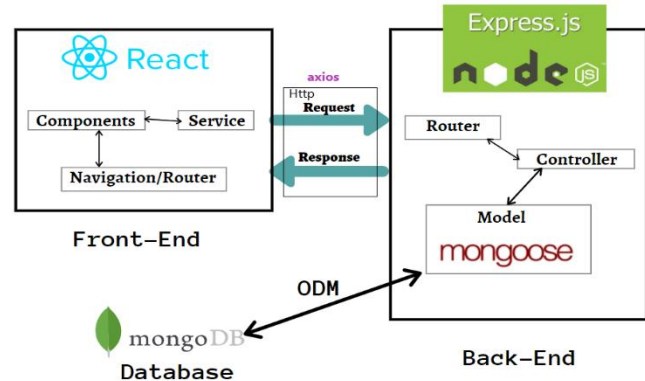 React
Components
Service
Navigation/Router
Front-End
axios
Http
Request
Response
Express.js
node
JS
Router
Controller
Model
mongoose
ODM
mongoDB
Database
Back-End